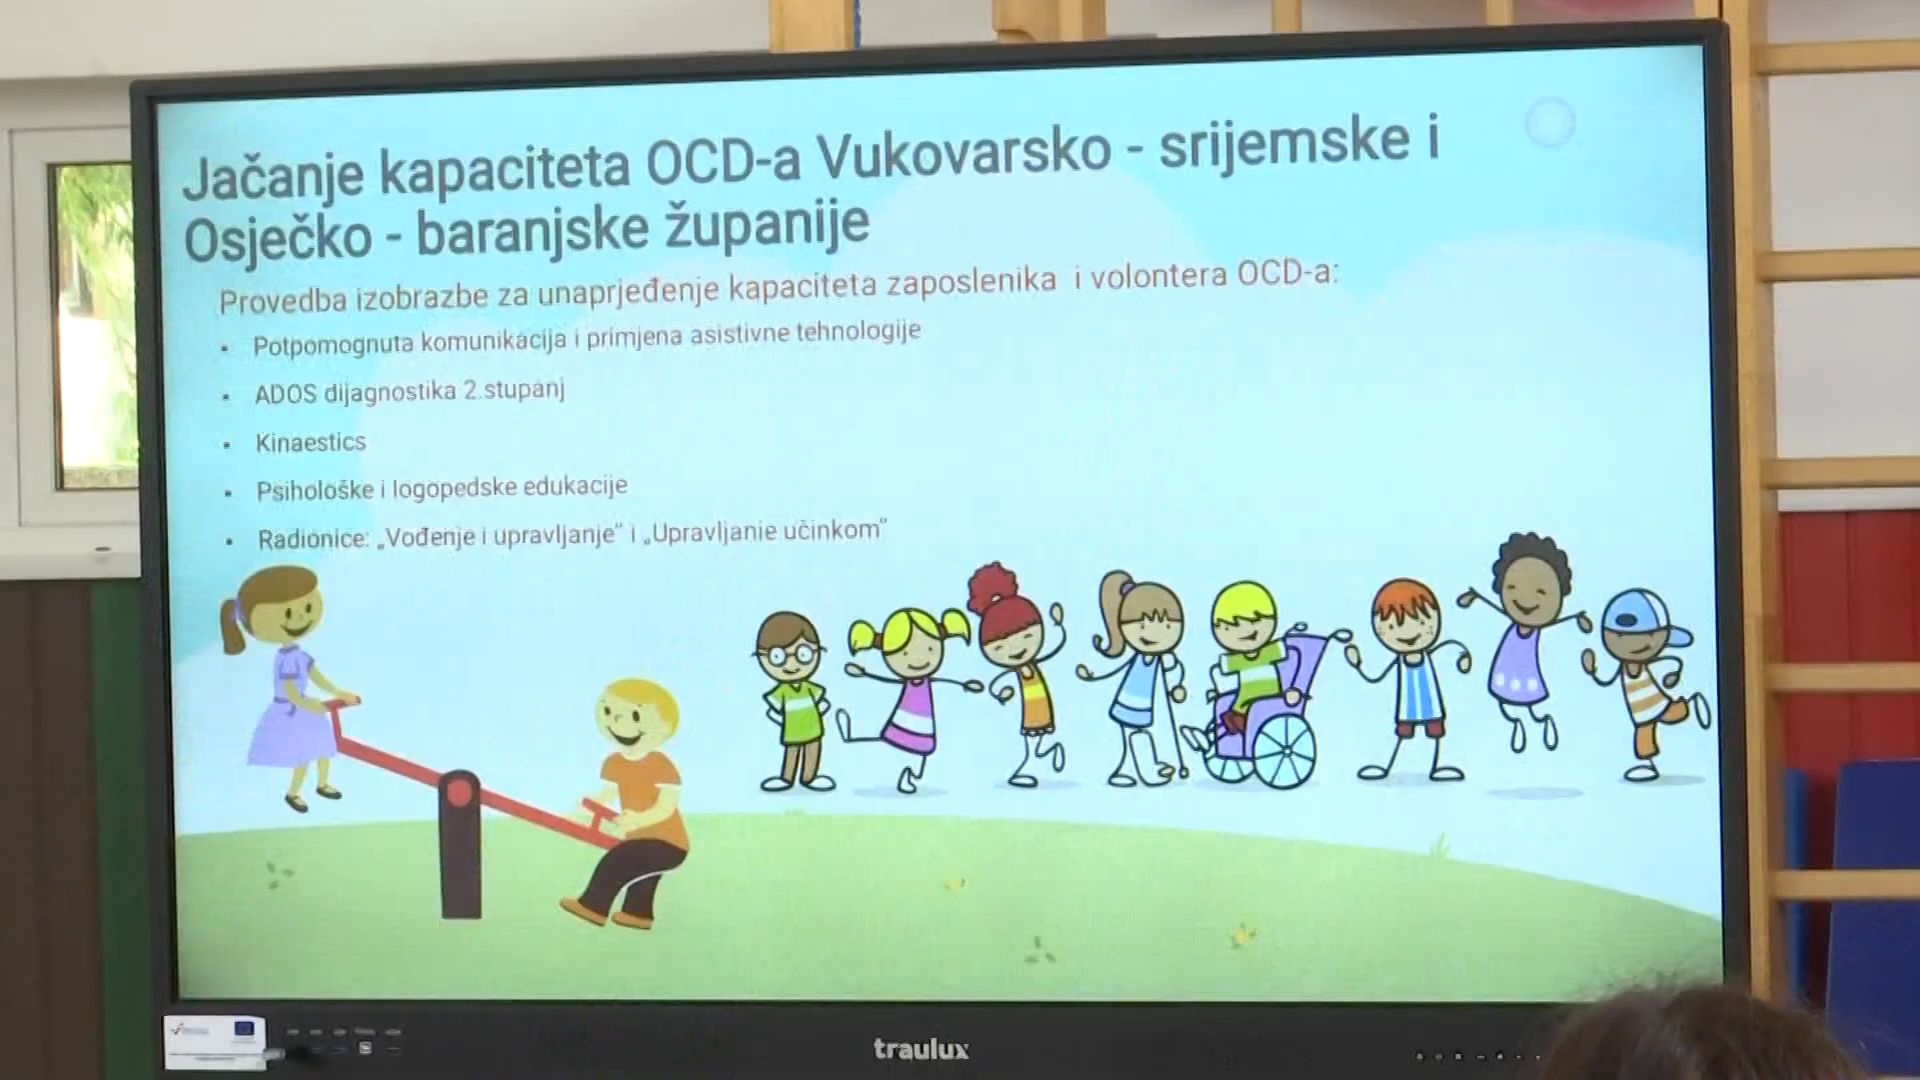 Jačanje kapaciteta OCD-a Vukovarsko - srijemske i
Osječko - baranjske županije
Provedba izobrazbe za unaprjeđenje kapaciteta zaposlenika i volontera OCD-a:
• Potpomognuta komunikacija i primjena asistivne tehnologije
• ADOS dijagnostika 2.stupanj
• Kinaestics
• Psihološke i logopedske edukacije
• Radionice: „Vođenje i upravljanje“ i „Upravljanje učinkom“
traulux